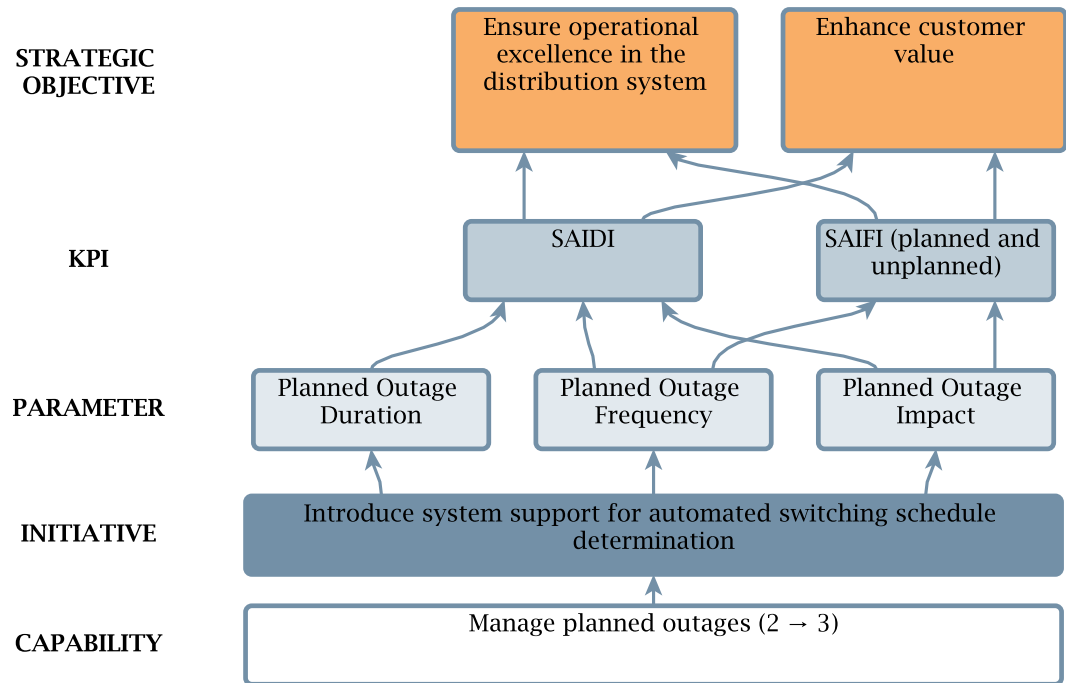 STRATEGIC
OBJECTIVE
Ensure operational
excellence in the
distribution system
Enhance customer
value
KPI
SAIDI
SAIFI (planned and
unplanned)
PARAMETER
Planned Outage
Duration
Planned Outage
Frequency
Planned Outage
Impact
INITIATIVE
Introduce system support for automated switching schedule
determination
CAPABILITY
Manage planned outages (2 → 3)